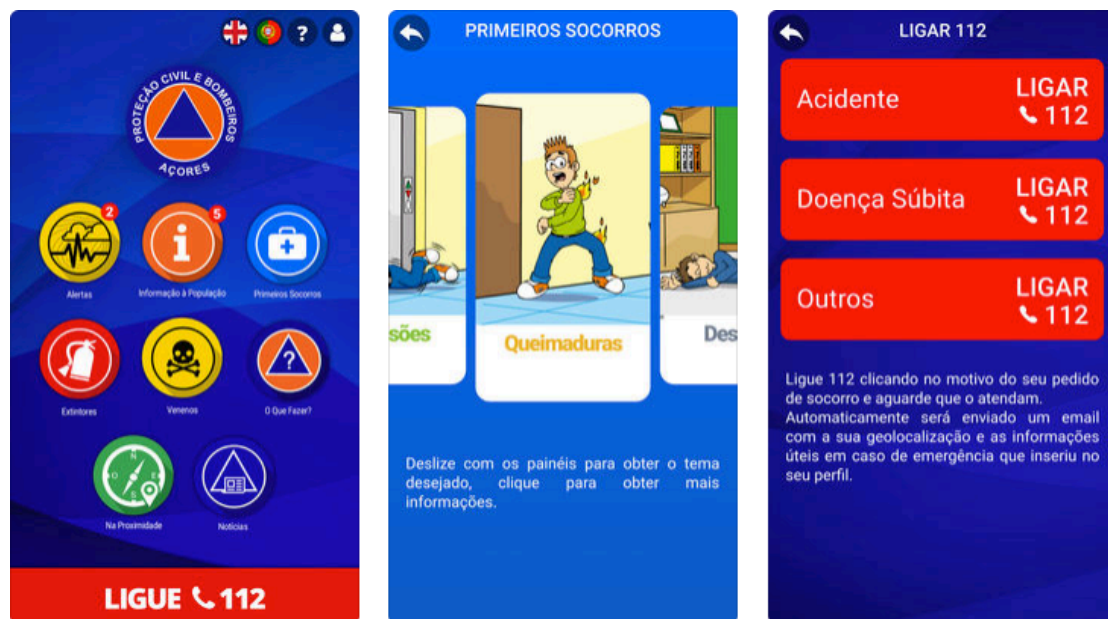 ?
PROTEÇÃO CIVIL E BOMBEIROS
AÇORES
2
5
Alertas
Informação à População
Primeiros Socorros
?
Extintores
Venenos
O Que Fazer?
N
O
E
S
Na Proximidade
Notícias
LIGUE 112
PRIMEIROS SOCORROS
sões
Queimaduras
Des
Deslize com os painéis para obter o tema
desejado, clique para obter mais
informações.
LIGAR 112
Acidente
LIGAR
112
Doença Súbita
LIGAR
112
Outros
LIGAR
112
Ligue 112 clicando no motivo do seu pedido
de socorro e aguarde que o atendam.
Automaticamente será enviado um email
com a sua geolocalização e as informações
úteis em caso de emergência que inseriu no
seu perfil.